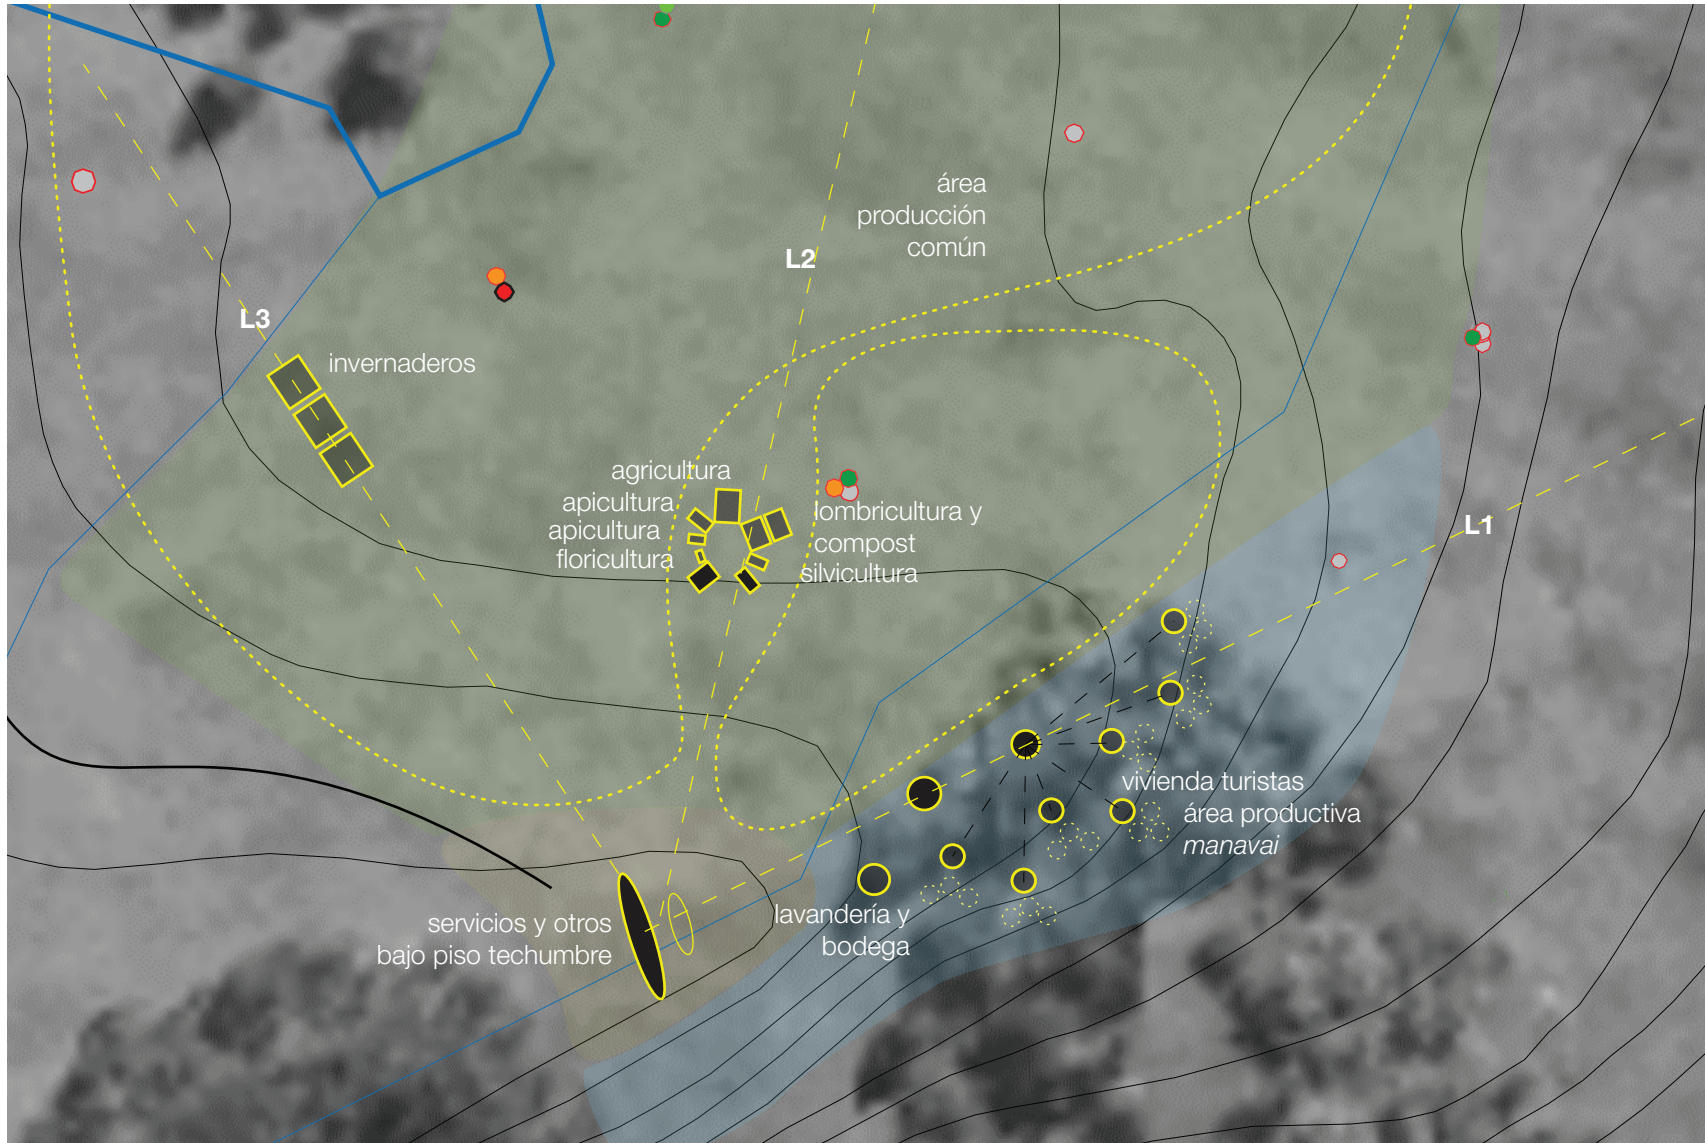 área
producción
común
L2
L3
invernaderos
agricultura
apicultura
apicultura
floricultura
lombricultura y
compost
silvicultura
L1
vivienda turistas
área productiva
manavai
lavandería y
bodega
servicios y otros
bajo piso techumbre